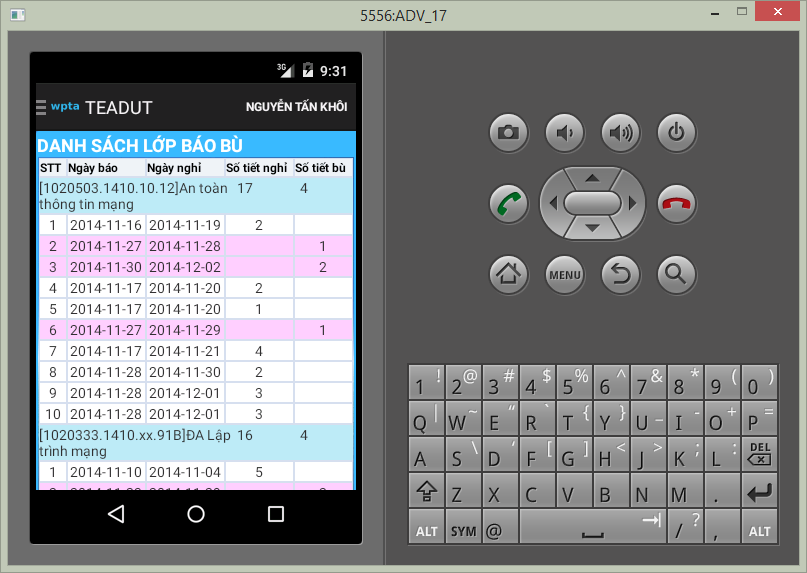 5556:ADV_17
3G 9:31
wpta TEADUT NGUYỄN TẤN KHÔI
DANH SÁCH LỚP BÁO BÙ
STT Ngày báo Ngày nghỉ Số tiết nghỉ Số tiết bù
[1020503.1410.10.12]An toàn 17 4
thông tin mạng
1 2014-11-16 2014-11-19 2
2 2014-11-27 2014-11-28 1
3 2014-11-30 2014-12-02 2
4 2014-11-17 2014-11-20 2
5 2014-11-17 2014-11-20 1
6 2014-11-27 2014-11-29 1
7 2014-11-17 2014-11-21 4
8 2014-11-28 2014-11-30 2
9 2014-11-28 2014-12-01 3
10 2014-11-28 2014-12-01 3
[1020333.1410.xx.91B]ĐA Lập 16 4
trình mạng
1 2014-11-10 2014-11-04 5
MENU
1 ! 2 @ 3 # 4 $ 5 % 6 ^ 7 & 8 * 9 ( 0 )
Q | W ~ E “ R ` T { Y } U _ I - O + P =
A S \ D ‘ F [ G ] H < J > K ; L : DEL
Z X C V B N M .
ALT SYM @ / ? , ALT